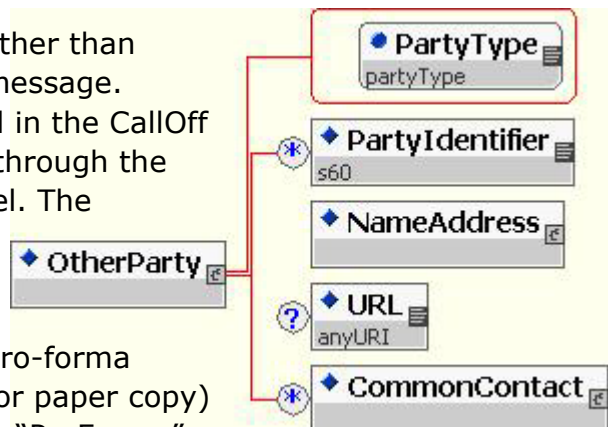 ther than
message.
in the CallOff
through the
el. The
ro-forma
or paper copy)
OtherParty
PartyType
partyType
PartyIdentifier
s60
NameAddress
URL
anyURI
CommonContact
*
?
*